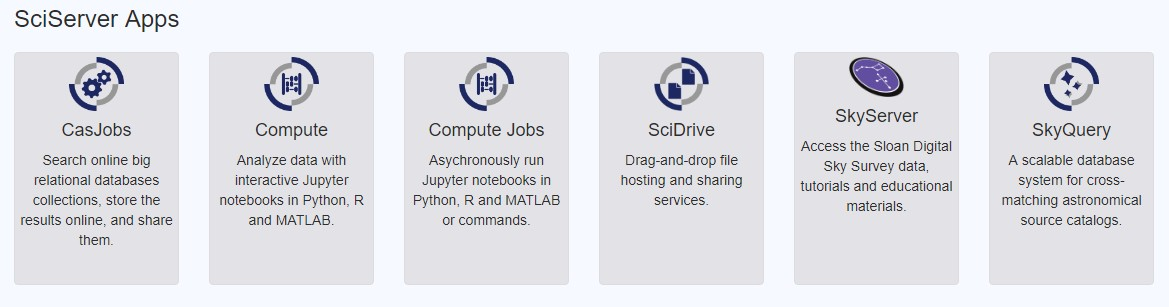 SciServer Apps
CasJobs
Search online big
relational databases
collections, store the
results online, and share
them.
Compute
Analyze data with
interactive Jupyter
notebooks in Python, R
and MATLAB.
Compute Jobs
Asychronously run
Jupyter notebooks in
Python, R and MATLAB
or commands.
SciDrive
Drag-and-drop file
hosting and sharing
services.
SkyServer
Access the Sloan Digital
Sky Survey data,
tutorials and educational
materials.
SkyQuery
A scalable database
system for cross-
matching astronomical
source catalogs.